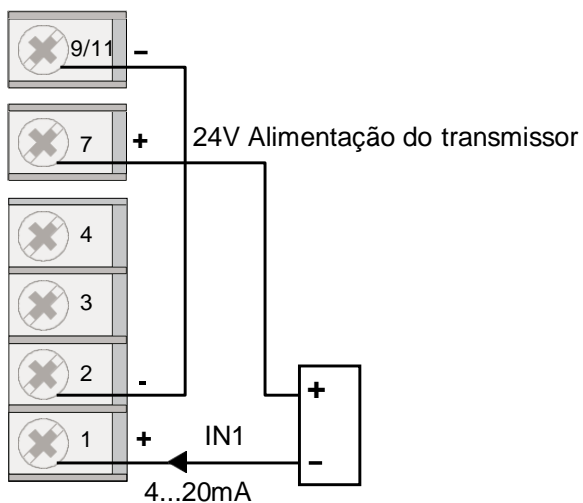 9/11 –
7 + 24V Alimentação do transmissor
4
3
2 -
+
1 + IN1
–
4...20mA